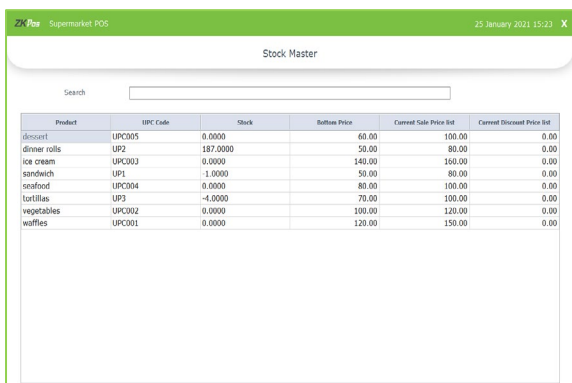 ZKPos Supermarket POS 25 January 2021 15:23 X
Stock Master
Search
Product UPC Code Stock Bottom Price Current Sale Price list Current Discount Price list
dessert UPC005 0.0000 60.00 100.00 0.00
dinner rolls UP2 187.0000 50.00 80.00 0.00
ice cream UPC003 0.0000 140.00 160.00 0.00
sandwich UP1 -1.0000 50.00 80.00 0.00
seafood UPC004 0.0000 80.00 100.00 0.00
tortillas UP3 -4.0000 70.00 100.00 0.00
vegetables UPC002 0.0000 100.00 120.00 0.00
waffles UPC001 0.0000 120.00 150.00 0.00